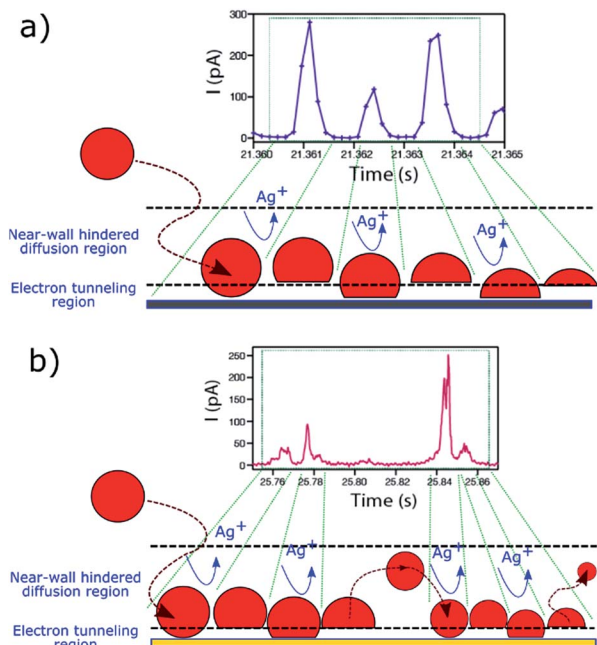 a)
I (pA)
300
200
100
0
21.360
21.361
21.362
21.363
21.364
21.365
Time (s)
Ag+
Ag+
Ag+
Near-wall hindered
diffusion region
Electron tunneling
region
b)
I (pA)
250
200
150
100
50
0
25.76
25.78
25.80
25.82
25.84
25.86
Time (s)
Ag+
Ag+
Ag+
Ag+
Near-wall hindered
diffusion region
Electron tunneling
region